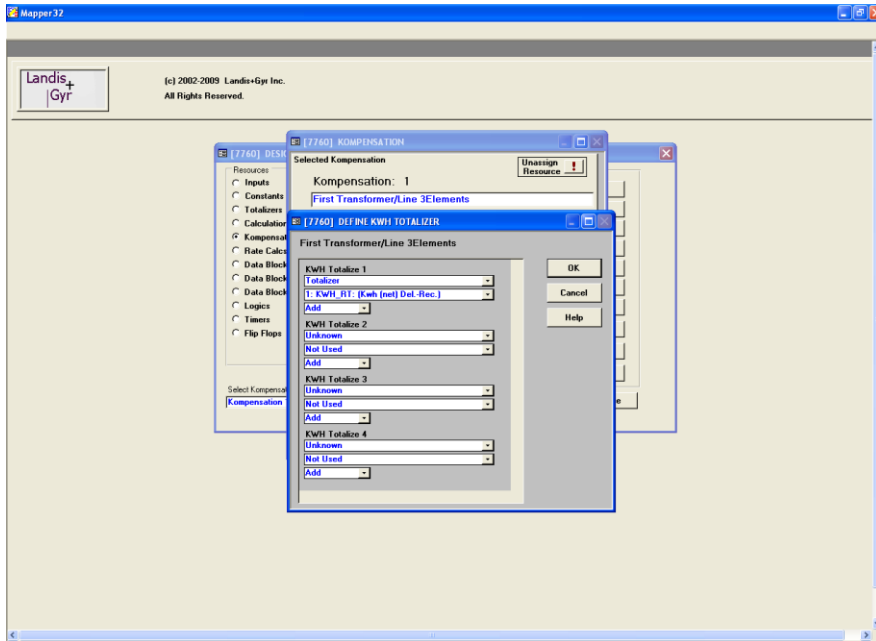 Mapper32
Landis+
|Gyr
(c) 2002-2009 Landis+Gyr Inc.
All Rights Reserved.
[7760] DESI
Resources
Inputs
Constants
Totalizers
Calculation
Kompensat
Rate Calcs
Data Block
Data Block
Data Block
Logics
Timers
Flip Flops
Select Kompensat
Kompensation
e
[7760] KOMPENSATION
Selected Kompensation
Unassign
Resource !
Kompensation: 1
First Transformer/Line 3Elements
[7760] DEFINE KWH TOTALIZER
First Transformer/Line 3Elements
KWH Totalize 1
Totalizer
1: KWH_RT: (Kwh (net) Del.-Rec.)
Add
KWH Totalize 2
Unknown
Not Used
Add
KWH Totalize 3
Unknown
Not Used
Add
KWH Totalize 4
Unknown
Not Used
Add
OK
Cancel
Help